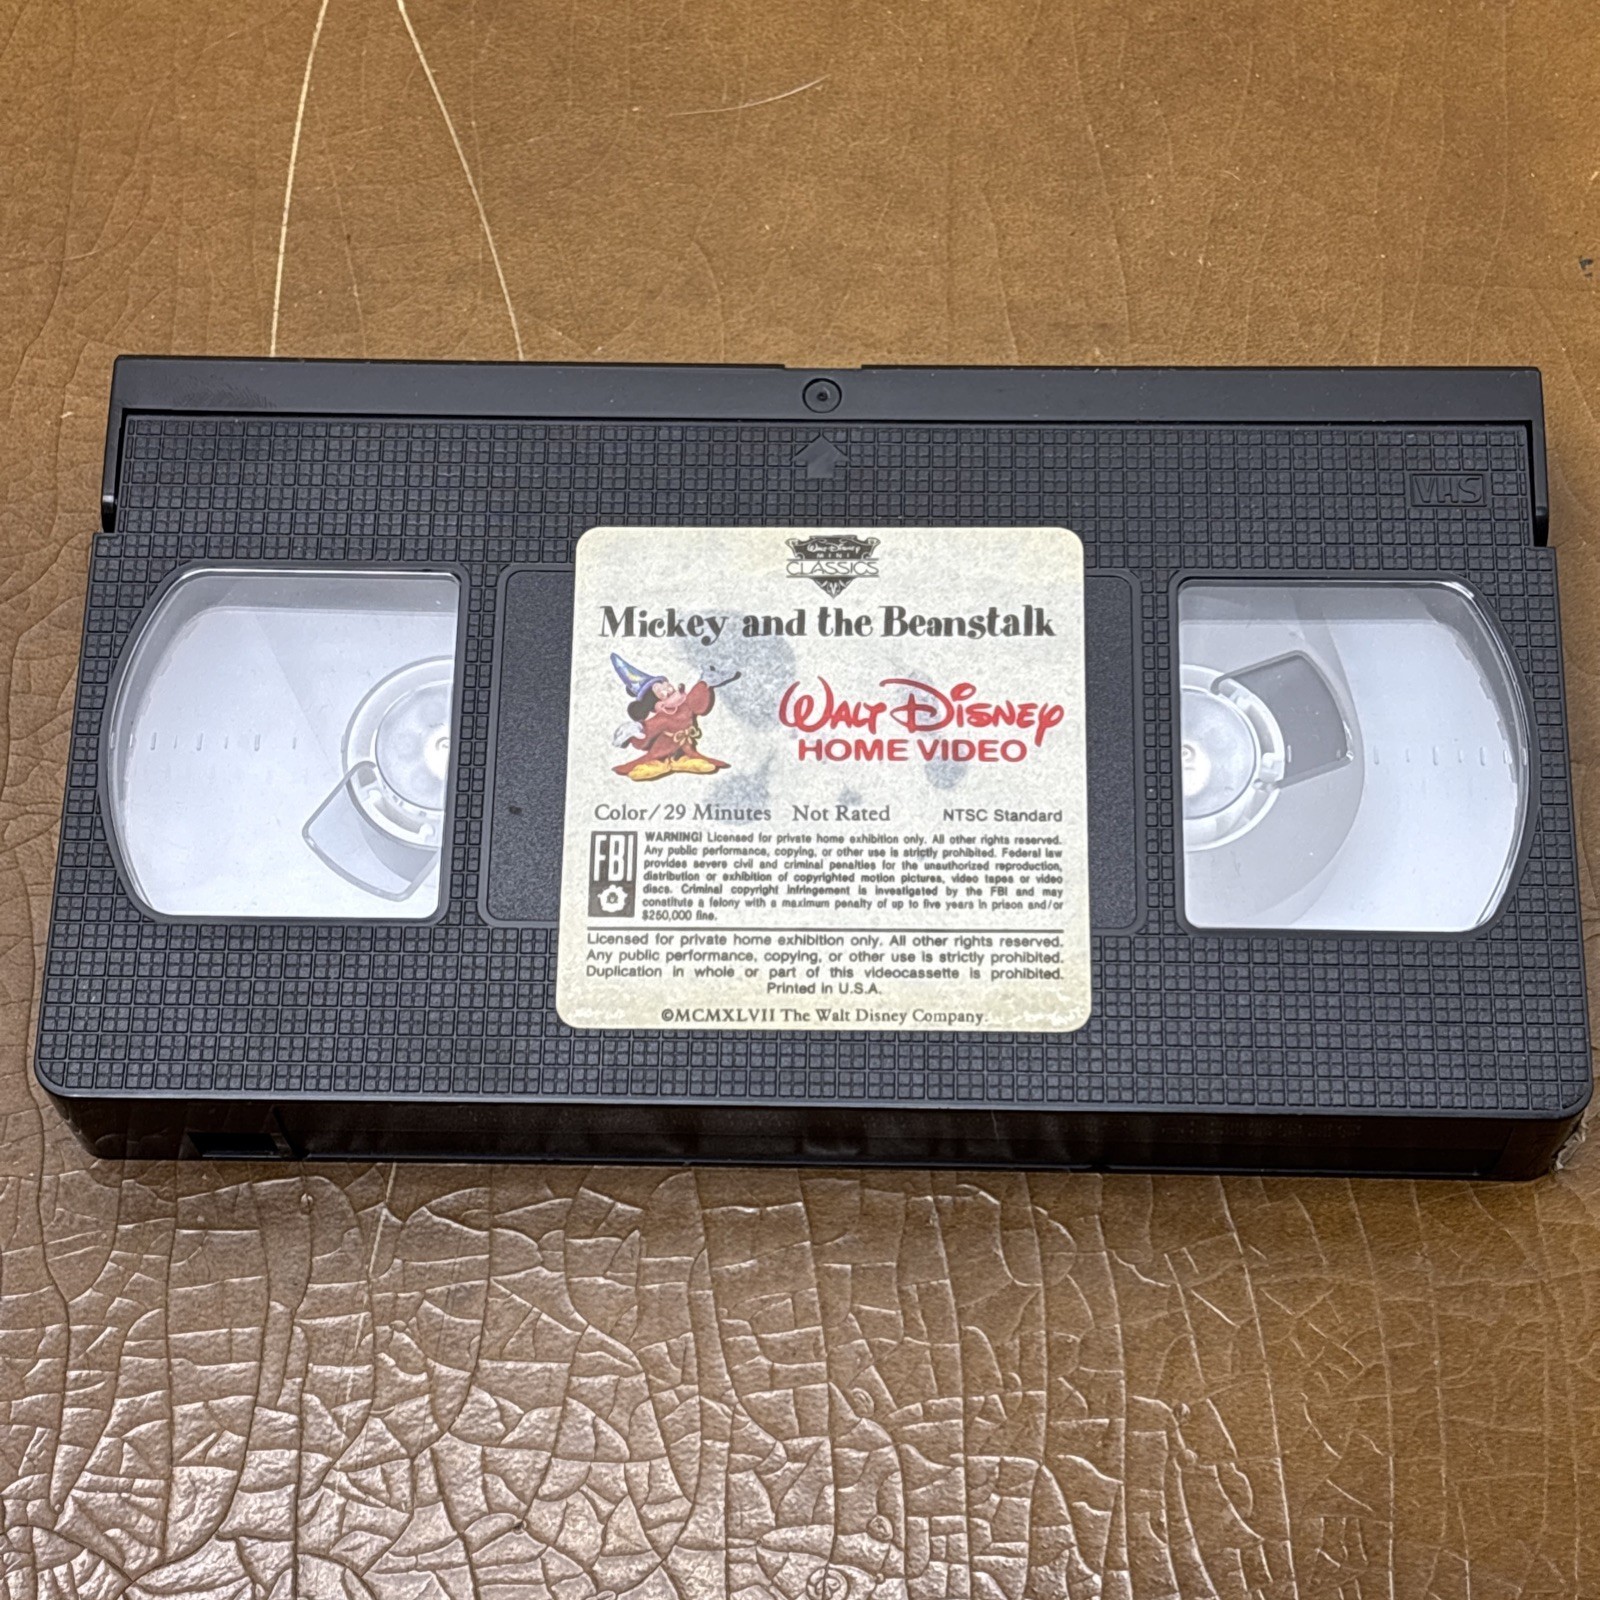 VHS
Walt Disney
MINI
CLASSICS
Mickey and the Beanstalk
WALT DISNEY
HOME VIDEO
Color/29 Minutes Not Rated NTSC Standard
FBI
WARNING! Licensed for private home exhibition only. All other rights reserved.
Any public performance, copying, or other use is strictly prohibited. Federal law
provides severe civil and criminal penalties for the unauthorized reproduction,
distribution or exhibition of copyrighted motion pictures, video tapes or video
discs. Criminal copyright infringement is investigated by the FBI and may
constitute a felony with a maximum penalty of up to five years in prison and/or
$250,000 fine.
Licensed for private home exhibition only. All other rights reserved.
Any public performance, copying, or other use is strictly prohibited.
Duplication in whole or part of this videocassette is prohibited.
Printed in U.S.A.
©MCMXLVII The Walt Disney Company.